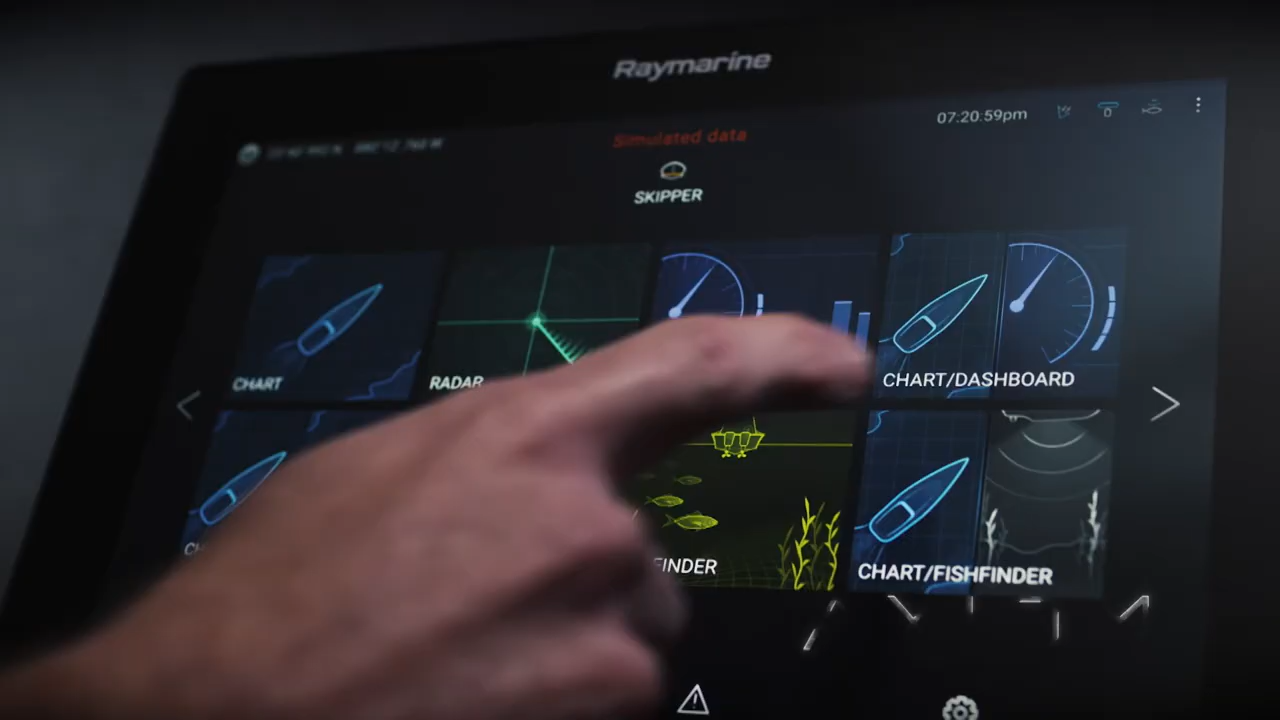 Raymarine
07:20:59pm
Simulated data
SKIPPER
CHART
RADAR
CHART/DASHBOARD
FINDER
CHART/FISHFINDER